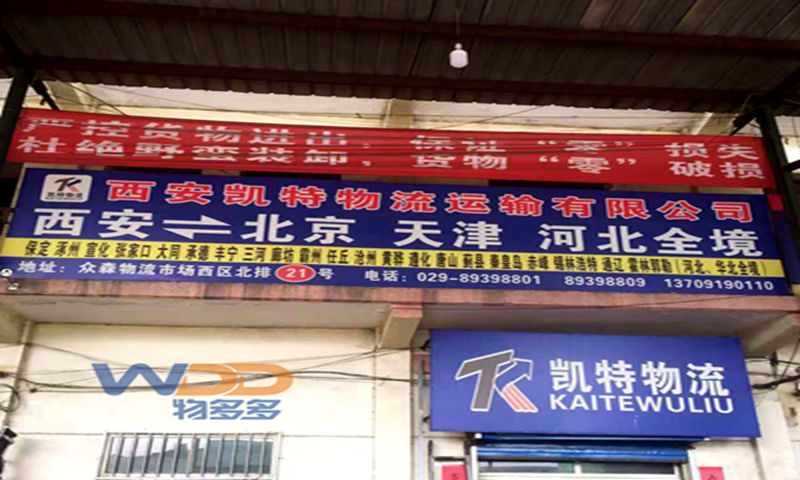 严控货物进出，保证“零”损失
杜绝野蛮装卸，货物“零”破损
凯特物流
西安凯特物流运输有限公司
西安⇌北京 天津 河北全境
保定 涿州 宣化 张家口 大同 承德 丰宁 三河 廊坊 霸州 任丘 沧州 黄骅 遵化 唐山 蓟县 秦皇岛 赤峰 锡林浩特 通辽 霍林郭勒（河北、华北全境）
地址：众森物流市场西区北排21号 电话：029-89398801 89398809 13709190110
WDD
物多多
凯特物流
KAITEWULIU